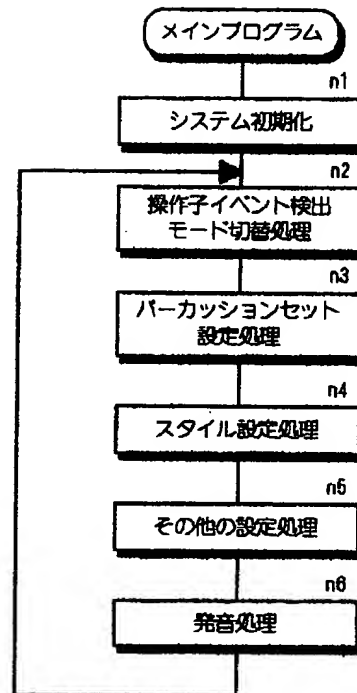 メインプログラム
n1
システム初期化
n2
操作子イベント検出
モード切替処理
n3
パーカッションセット
設定処理
n4
スタイル設定処理
n5
その他の設定処理
n6
発音処理